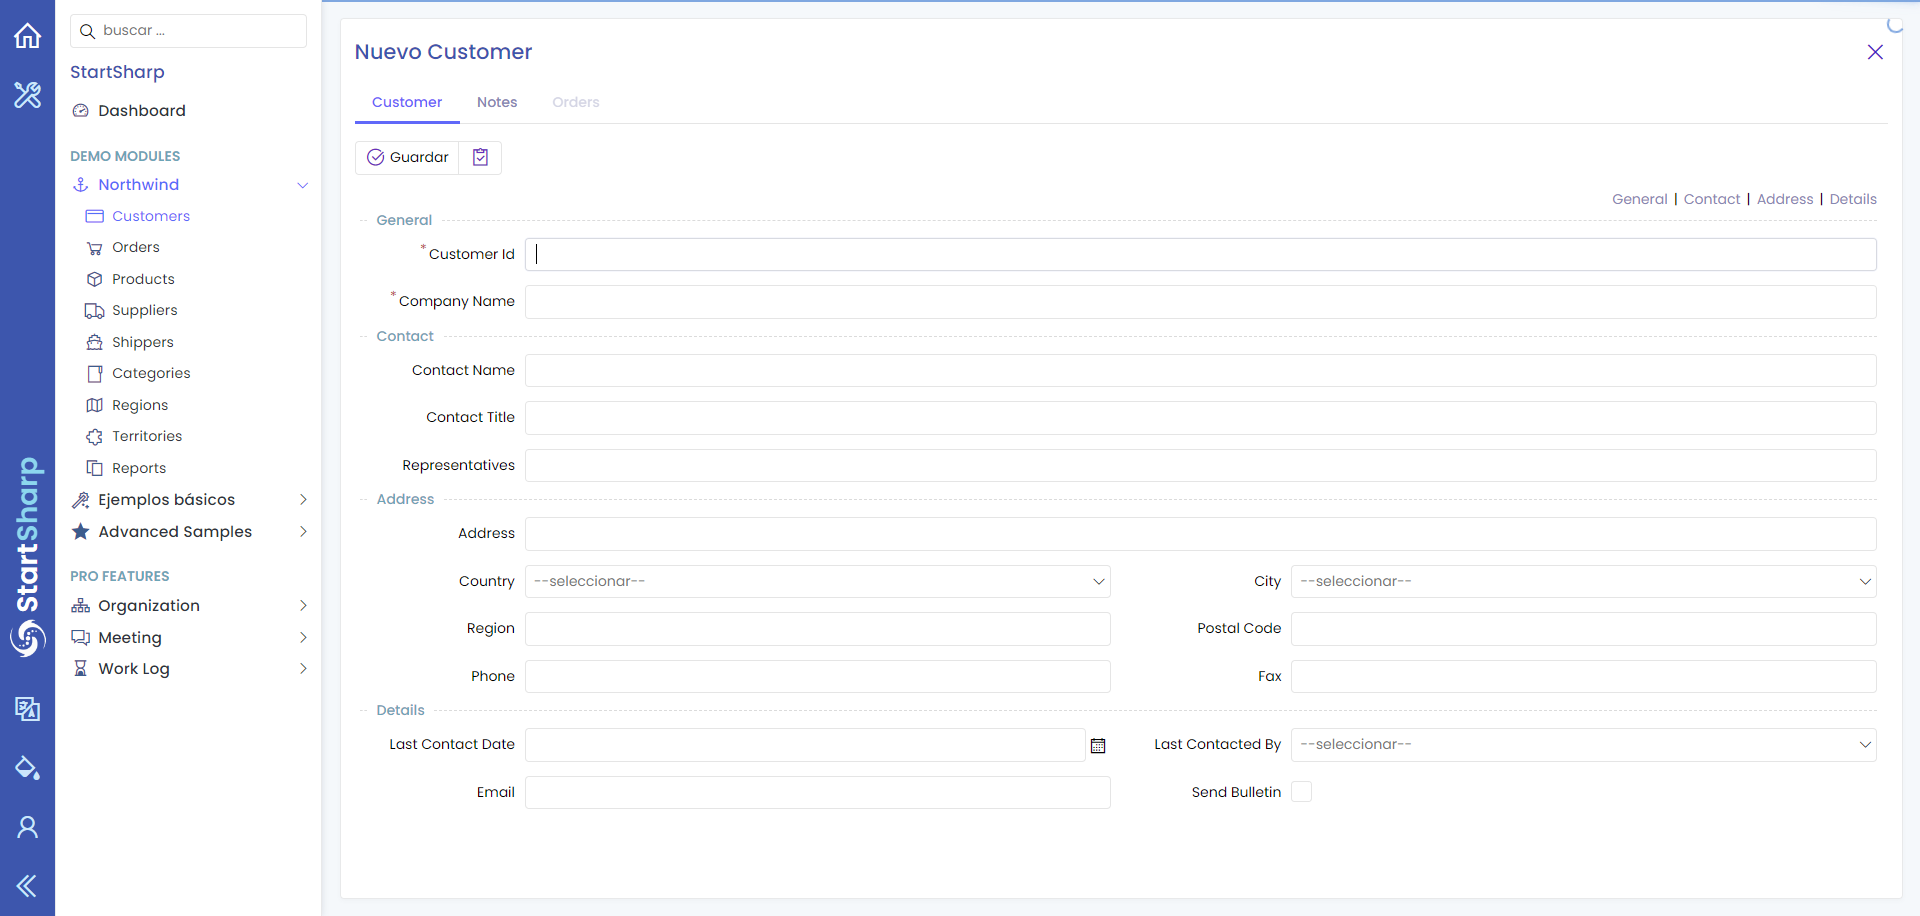 buscar ...
StartSharp
Dashboard
DEMO MODULES
Northwind
Customers
Orders
Products
Suppliers
Shippers
Categories
Regions
Territories
Reports
Ejemplos básicos
Advanced Samples
PRO FEATURES
Organization
Meeting
Work Log
StartSharp
Nuevo Customer
Customer Notes Orders
Guardar
General | Contact | Address | Details
General
* Customer Id
* Company Name
Contact
Contact Name
Contact Title
Representatives
Address
Address
Country --seleccionar-- City --seleccionar--
Region Postal Code
Phone Fax
Details
Last Contact Date Last Contacted By --seleccionar--
Email Send Bulletin